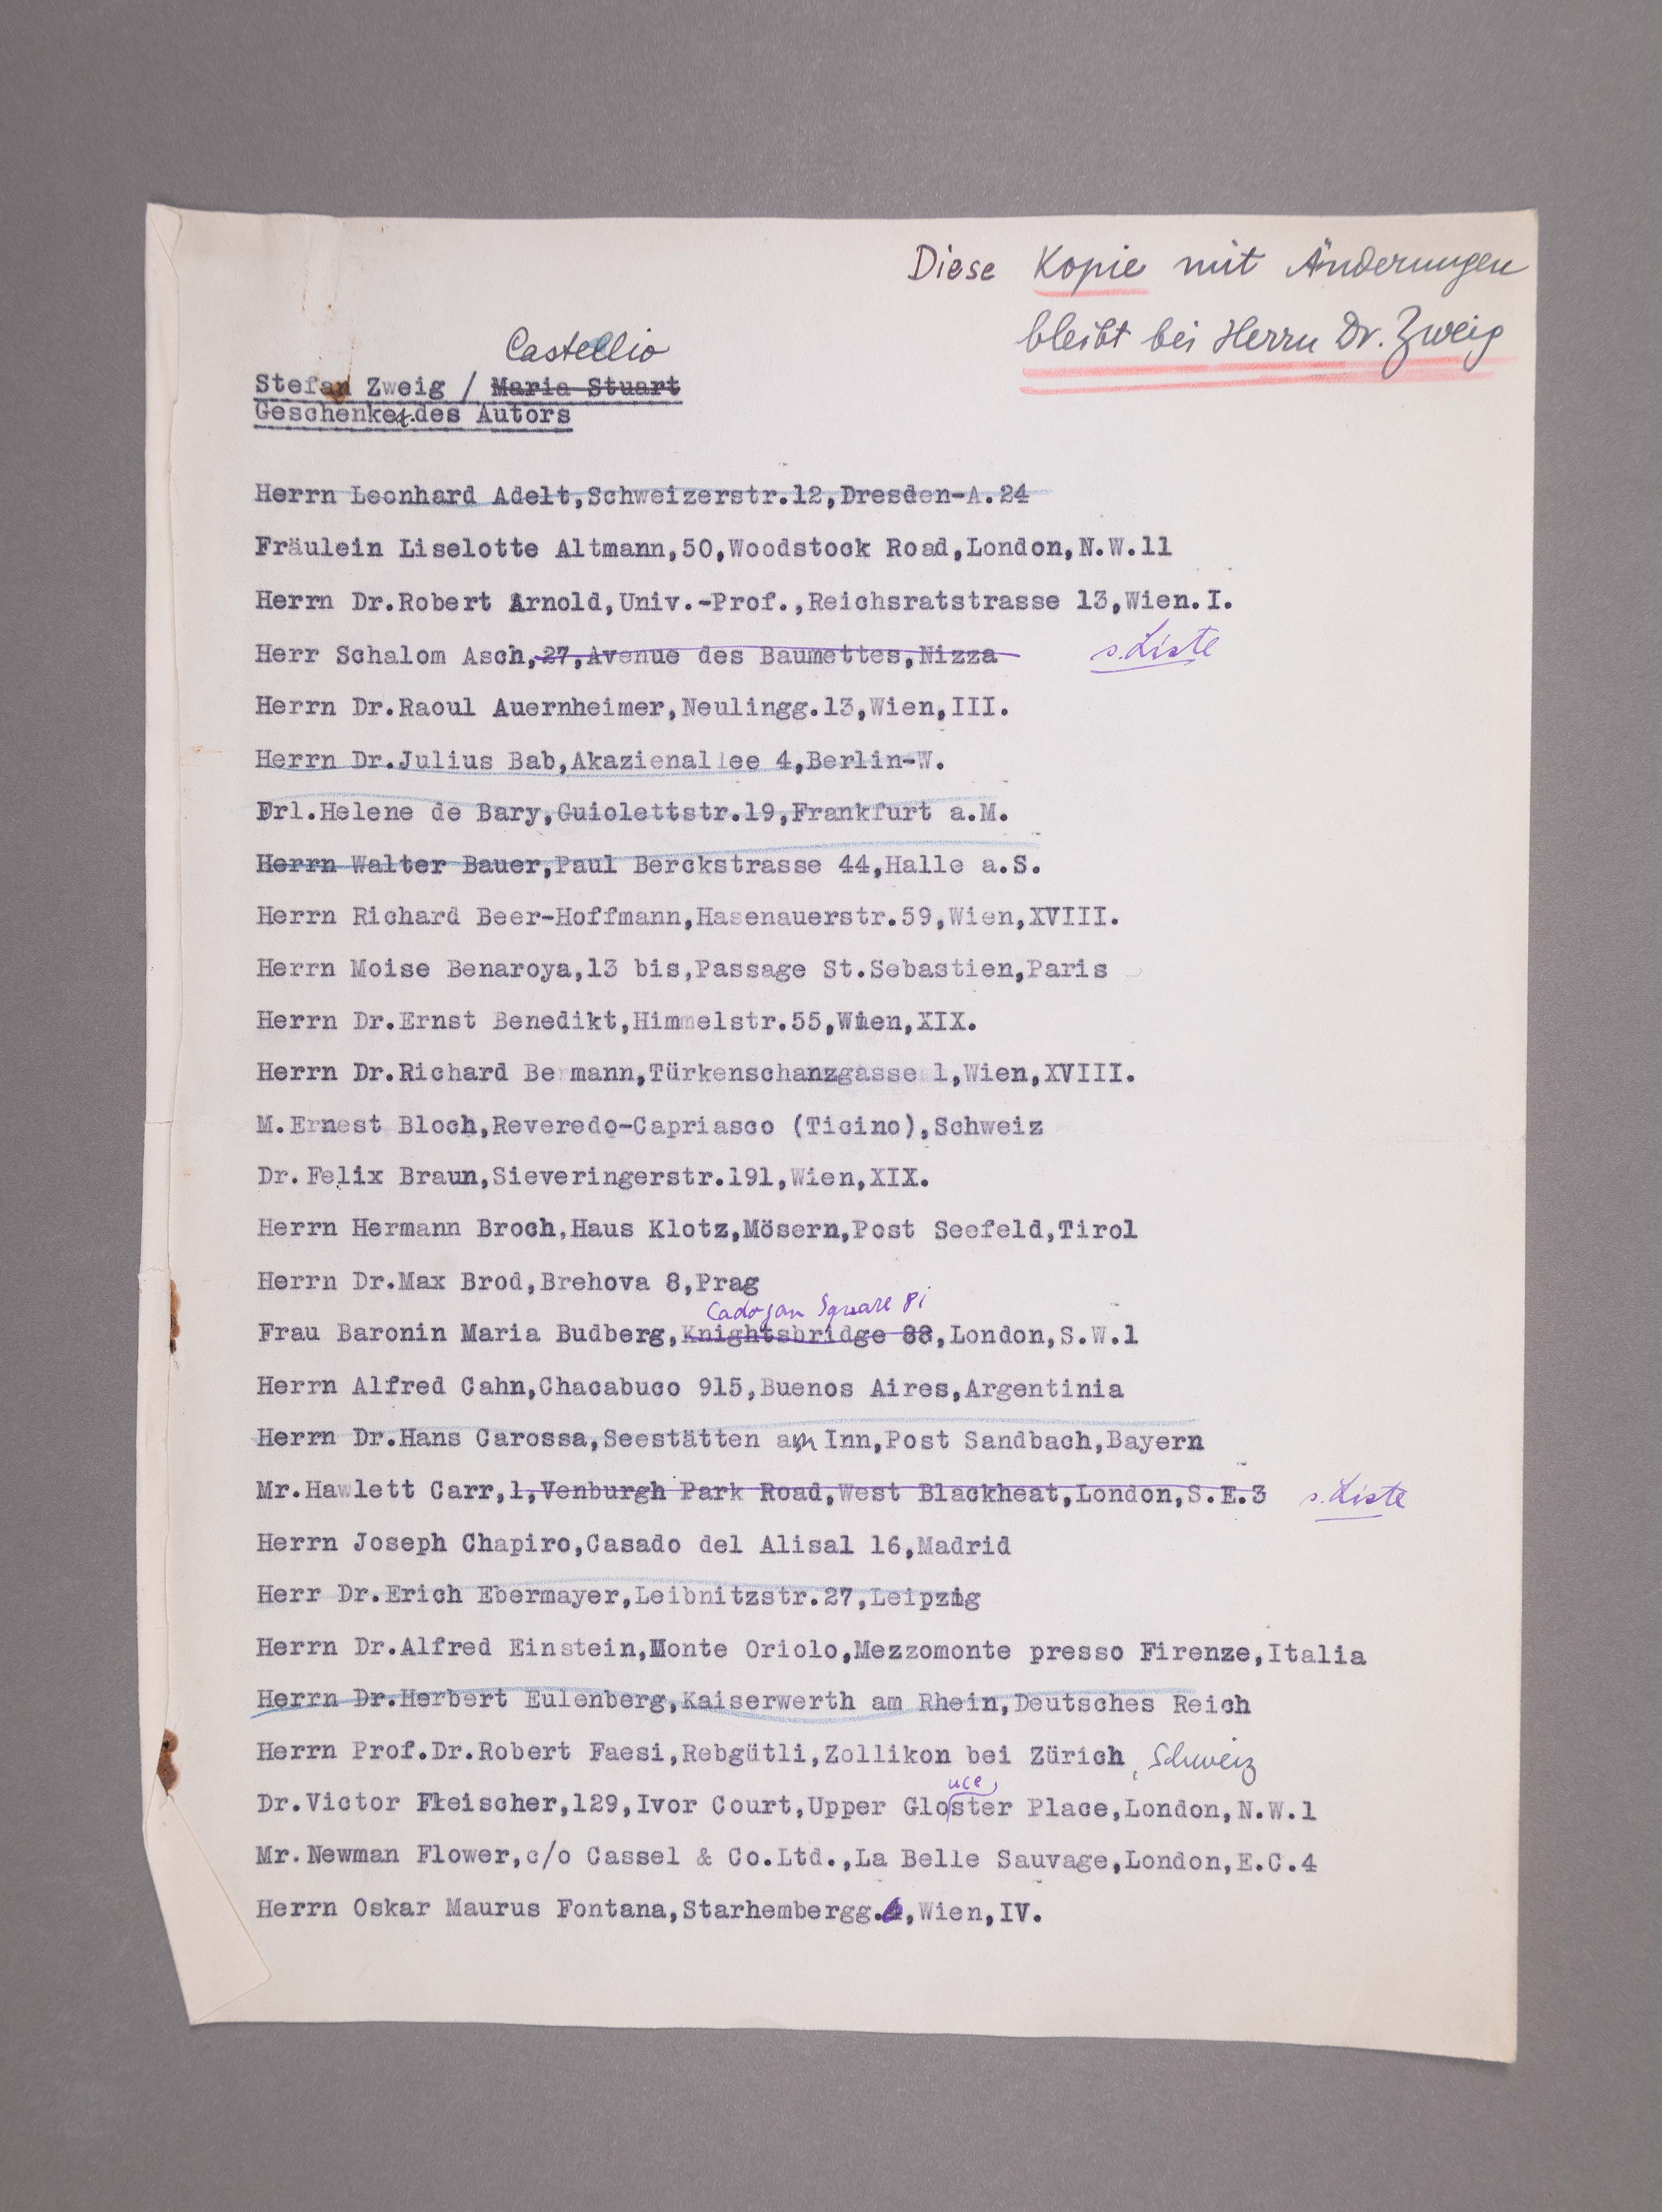 Diese Kopie mit Änderungen
bleibt bei Herrn Dr. Zweig
Castellio
Stefan Zweig / Maria Stuart
Geschenke des Autors
Herrn Leonhard Adelt,Schweizerstr.12,Dresden-A.24
Fräulein Liselotte Altmann,50,Woodstock Road,London,N.W.11
Herrn Dr.Robert Arnold,Univ.-Prof.,Reichsratstrasse 13,Wien.I.
Herr Schalom Asch,27,Avenue des Baumettes,Nizza s.Liste
Herrn Dr.Raoul Auernheimer,Neulingg.13,Wien,III.
Herrn Dr.Julius Bab,Akazienallee 4,Berlin-W.
Frl.Helene de Bary,Guiolettstr.19,Frankfurt a.M.
Herrn Walter Bauer,Paul Berckstrasse 44,Halle a.S.
Herrn Richard Beer-Hoffmann,Hasenauerstr.59,Wien,XVIII.
Herrn Moise Benaroya,13 bis,Passage St.Sebastien,Paris
Herrn Dr.Ernst Benedikt,Himmelstr.55,Wien,XIX.
Herrn Dr.Richard Be mann,Türkenschanzgasse 1,Wien,XVIII.
M.Ernest Bloch,Reveredo-Capriasco (Ticino),Schweiz
Dr.Felix Braun,Sieveringerstr.191,Wien,XIX.
Herrn Hermann Broch,Haus Klotz,Mösern,Post Seefeld,Tirol
Herrn Dr.Max Brod,Brehova 8,Prag
Cadogan Square 81
Frau Baronin Maria Budberg,Knightsbridge 88,London,S.W.1
Herrn Alfred Cahn,Chacabuco 915,Buenos Aires,Argentinia
Herrn Dr.Hans Carossa,Seestätten am Inn,Post Sandbach,Bayern
Mr.Hawlett Carr,1,Venburgh Park Road,West Blackheat,London,S.E.3 s.Liste
Herrn Joseph Chapiro,Casado del Alisal 16,Madrid
Herr Dr.Erich Ebermayer,Leibnitzstr.27,Leipzig
Herrn Dr.Alfred Einstein,Monte Oriolo,Mezzomonte presso Firenze,Italia
Herrn Dr.Herbert Eulenberg,Kaiserwerth am Rhein,Deutsches Reich
Herrn Prof.Dr.Robert Faesi,Rebgütli,Zollikon bei Zürich, Schweiz
uce
Dr.Victor Fleischer,129,Ivor Court,Upper Gloster Place,London,N.W.1
Mr.Newman Flower,c/o Cassel & Co.Ltd.,La Belle Sauvage,London,E.C.4
Herrn Oskar Maurus Fontana,Starhembergg. ,Wien,IV.